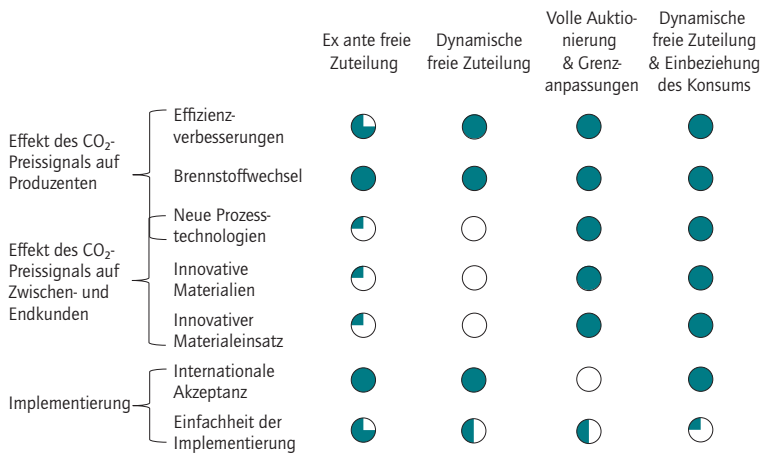 Ex ante freie
Zuteilung
Dynamische
freie Zuteilung
Volle Auktio-
nierung
& Grenz-
anpassungen
Dynamische
freie Zuteilung
& Einbeziehung
des Konsums
Effekt des CO₂-
Preissignals auf
Produzenten
Effizienz-
verbesserungen
Brennstoffwechsel
Neue Prozess-
technologien
Effekt des CO₂-
Preissignals auf
Zwischen- und
Endkunden
Innovative
Materialien
Innovativer
Materialeinsatz
Implementierung
Internationale
Akzeptanz
Einfachheit der
Implementierung